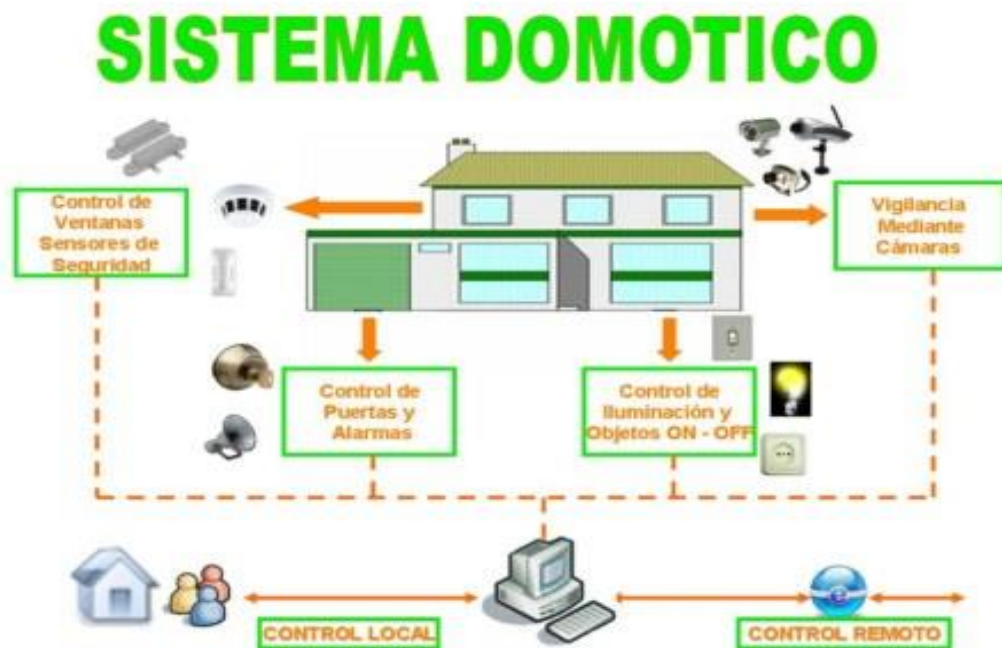 SISTEMA DOMOTICO
Control de
Ventanas
Sensores de
Seguridad
Vigilancia
Mediante
Cámaras
Control de
Puertas y
Alarmas
Control de
Iluminación y
Objetos ON - OFF
CONTROL LOCAL
CONTROL REMOTO